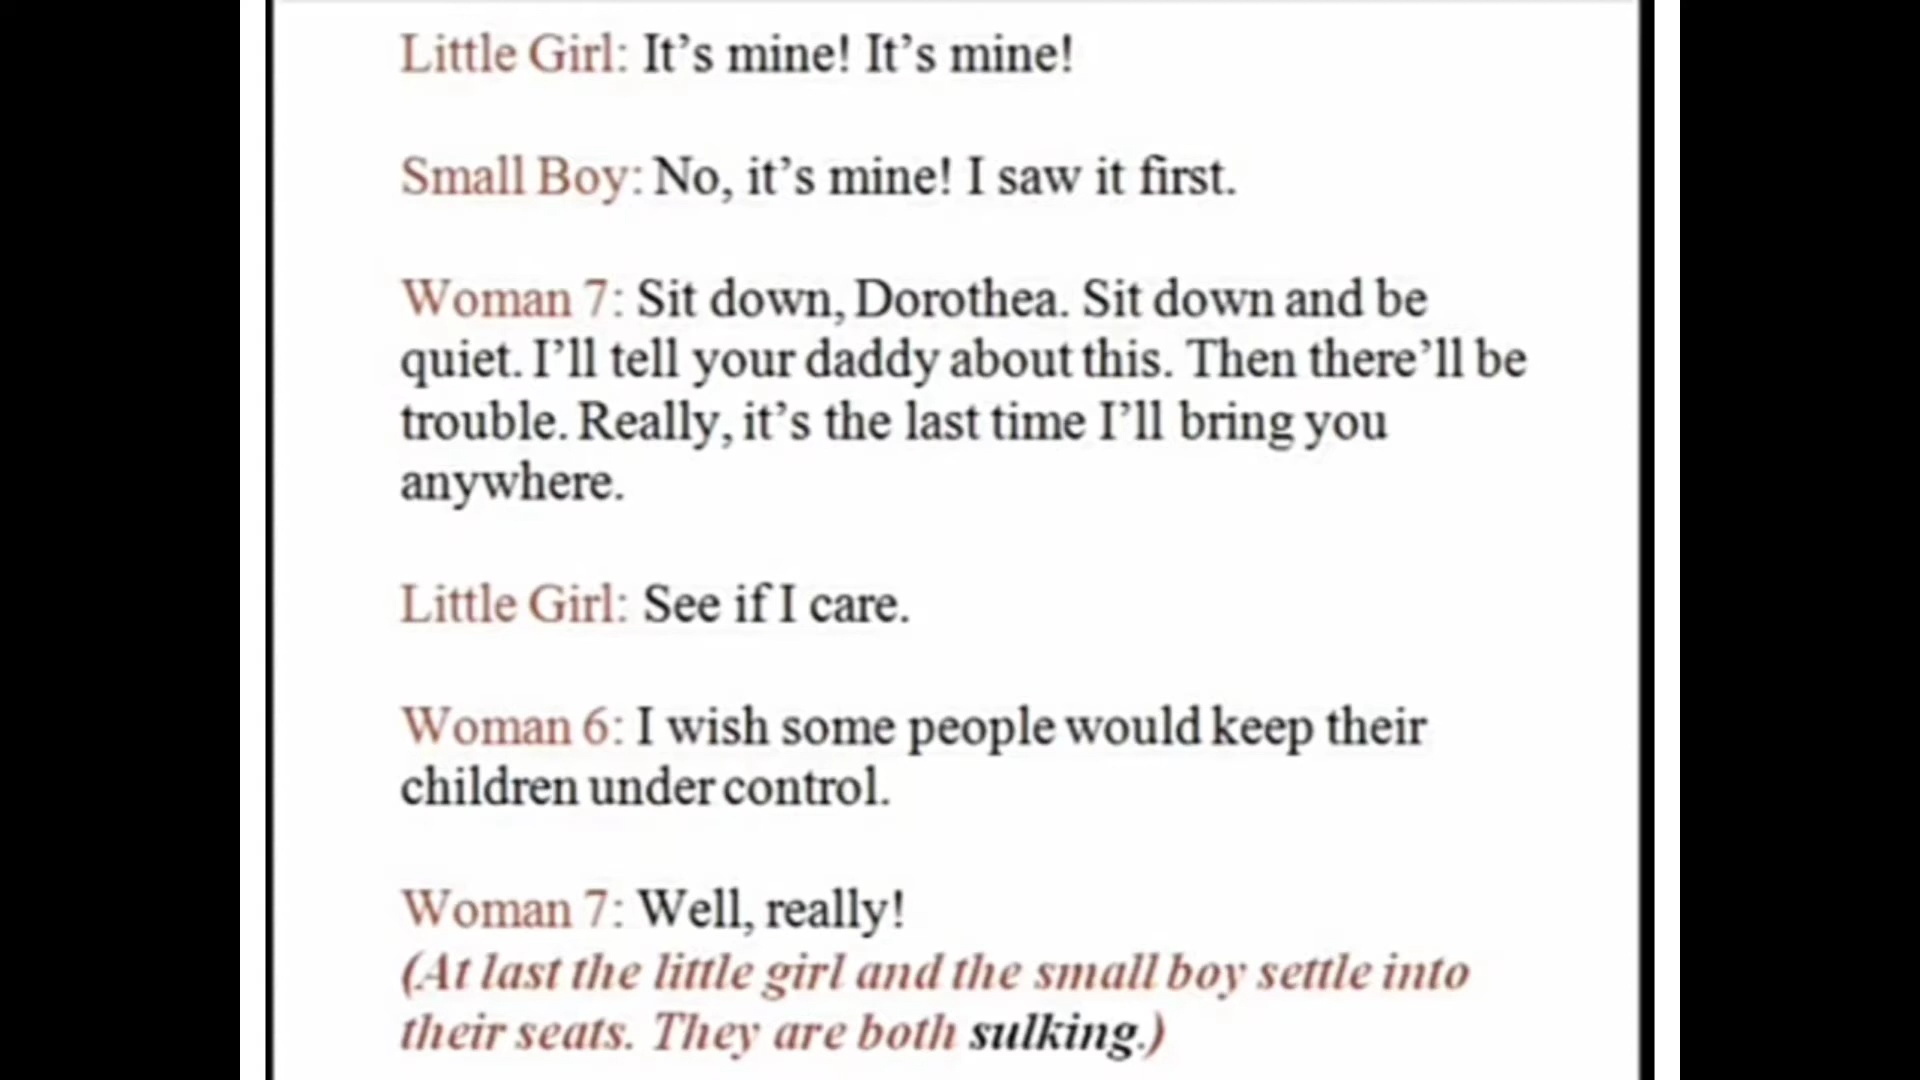 Little Girl: It’s mine! It’s mine!
Small Boy: No, it’s mine! I saw it first.
Woman 7: Sit down, Dorothea. Sit down and be
quiet. I’ll tell your daddy about this. Then there’ll be
trouble. Really, it’s the last time I’ll bring you
anywhere.
Little Girl: See if I care.
Woman 6: I wish some people would keep their
children under control.
Woman 7: Well, really!
(At last the little girl and the small boy settle into
their seats. They are both sulking.)